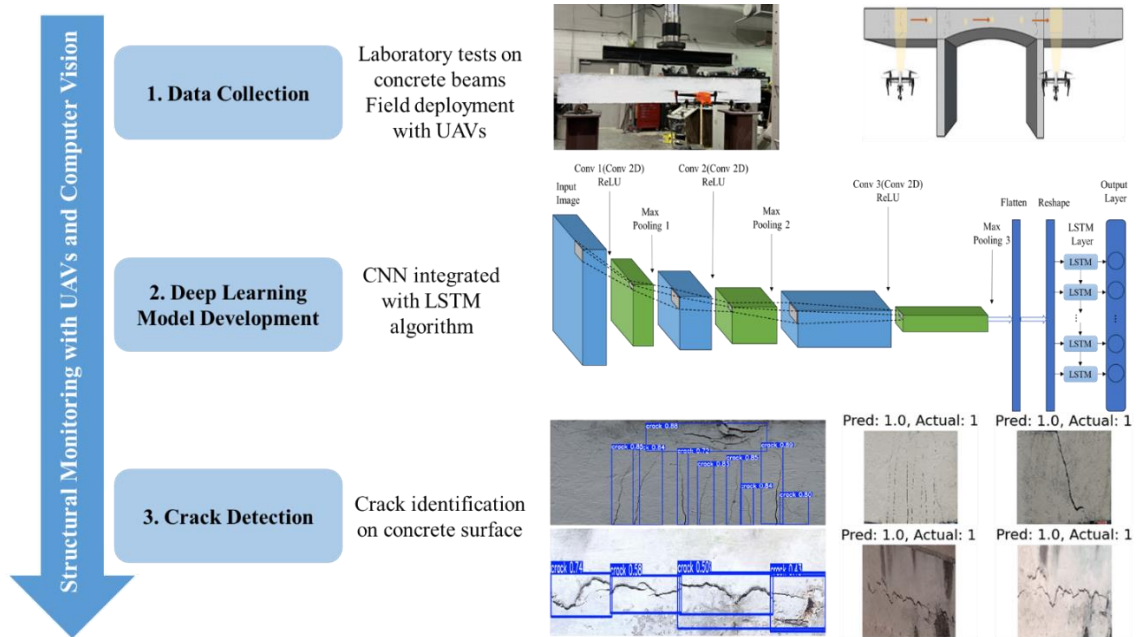 Structural Monitoring with UAVs and Computer Vision
1. Data Collection
Laboratory tests on
concrete beams
Field deployment
with UAVs
2. Deep Learning
Model Development
CNN integrated
with LSTM
algorithm
Input
Image
Conv 1(Conv 2D)
ReLU
Max
Pooling 1
Conv 2(Conv 2D)
ReLU
Max
Pooling 2
Conv 3(Conv 2D)
ReLU
Max
Pooling 3
Flatten
Reshape
LSTM
Layer
Output
Layer
LSTM
LSTM
LSTM
LSTM
3. Crack Detection
Crack identification
on concrete surface
crack 0.88
crack 0.84
crack 0.80
crack 0.74
crack 0.56
crack 0.50
Pred: 1.0, Actual: 1
Pred: 1.0, Actual: 1
Pred: 1.0, Actual: 1
Pred: 1.0, Actual: 1